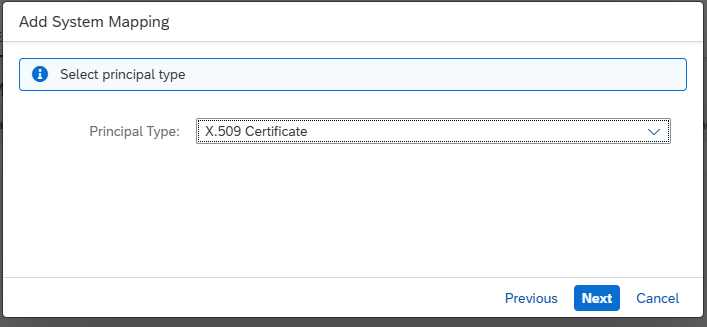 Add System Mapping
Select principal type
Principal Type: X.509 Certificate
Previous Next Cancel